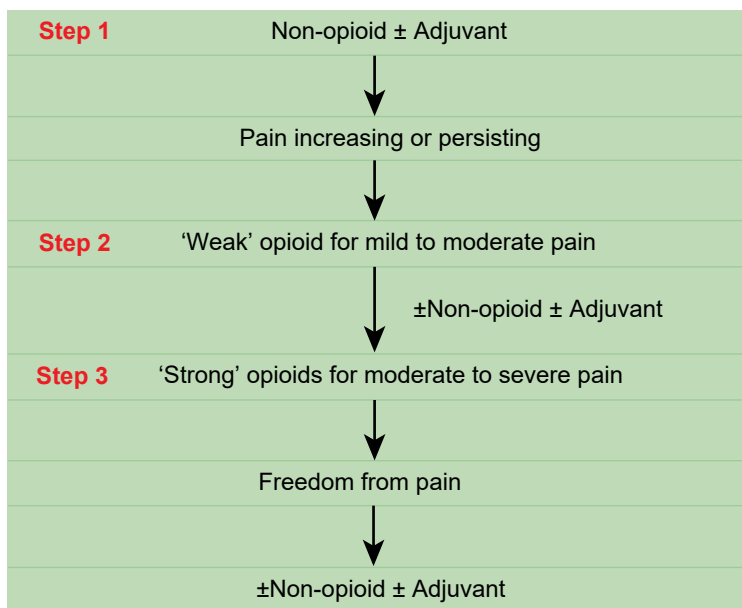 Step 1 Non-opioid ± Adjuvant
Pain increasing or persisting
Step 2 ‘Weak’ opioid for mild to moderate pain
±Non-opioid ± Adjuvant
Step 3 ‘Strong’ opioids for moderate to severe pain
Freedom from pain
±Non-opioid ± Adjuvant